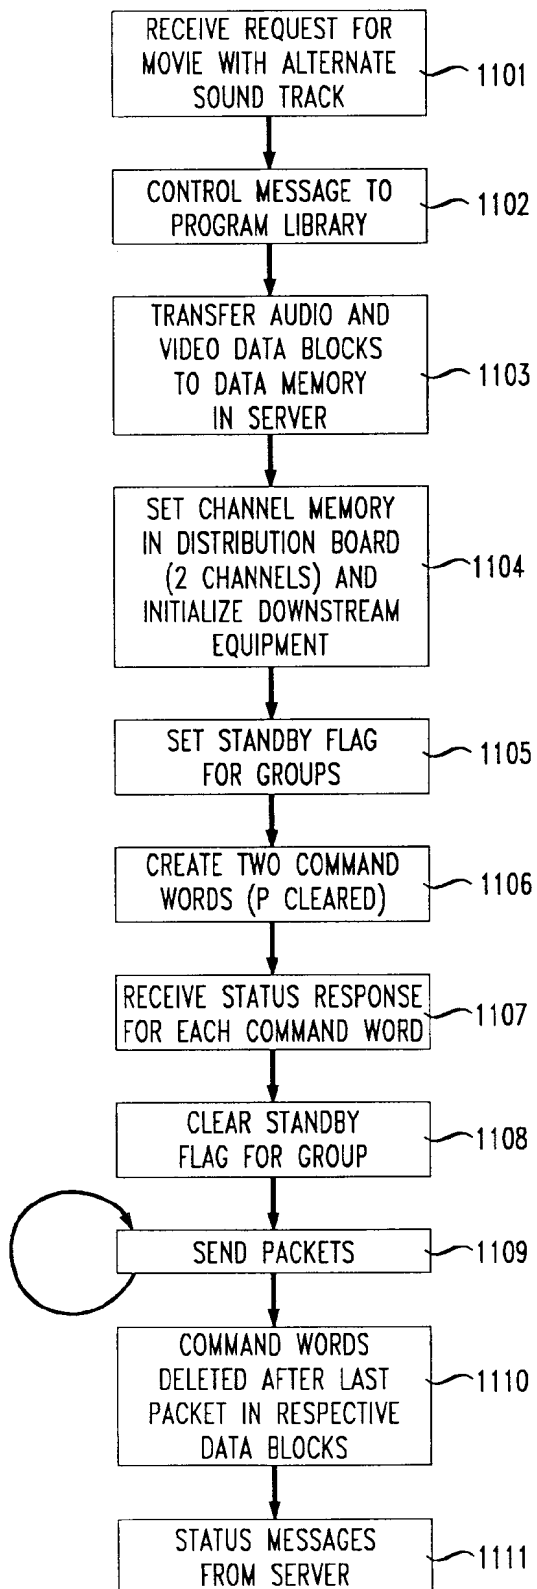 RECEIVE REQUEST FOR
MOVIE WITH ALTERNATE
SOUND TRACK
1101
CONTROL MESSAGE TO
PROGRAM LIBRARY
1102
TRANSFER AUDIO AND
VIDEO DATA BLOCKS
TO DATA MEMORY
IN SERVER
1103
SET CHANNEL MEMORY
IN DISTRIBUTION BOARD
(2 CHANNELS) AND
INITIALIZE DOWNSTREAM
EQUIPMENT
1104
SET STANDBY FLAG
FOR GROUPS
1105
CREATE TWO COMMAND
WORDS (P CLEARED)
1106
RECEIVE STATUS RESPONSE
FOR EACH COMMAND WORD
1107
CLEAR STANDBY
FLAG FOR GROUP
1108
SEND PACKETS
1109
COMMAND WORDS
DELETED AFTER LAST
PACKET IN RESPECTIVE
DATA BLOCKS
1110
STATUS MESSAGES
FROM SERVER
1111